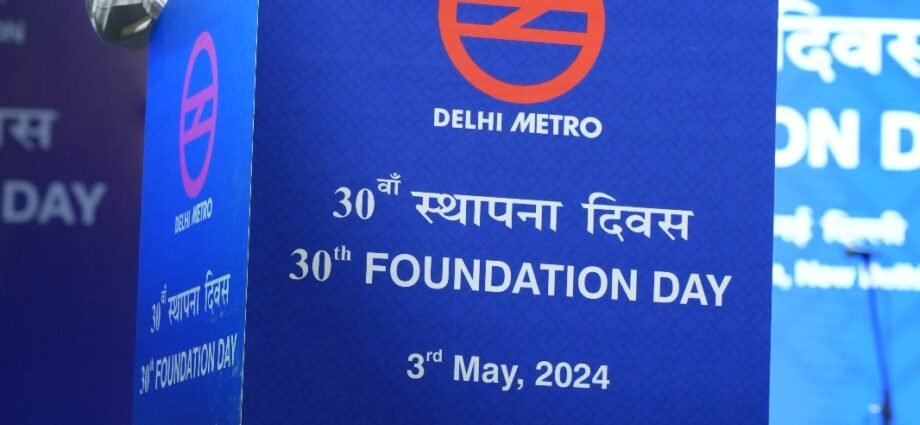 DELHI METRO
30वाँ स्थापना दिवस
30th FOUNDATION DAY
3rd May, 2024
DELHI METRO
30वाँ स्थापना दिवस
30th FOUNDATION DAY
DAY
दिवस
ON D